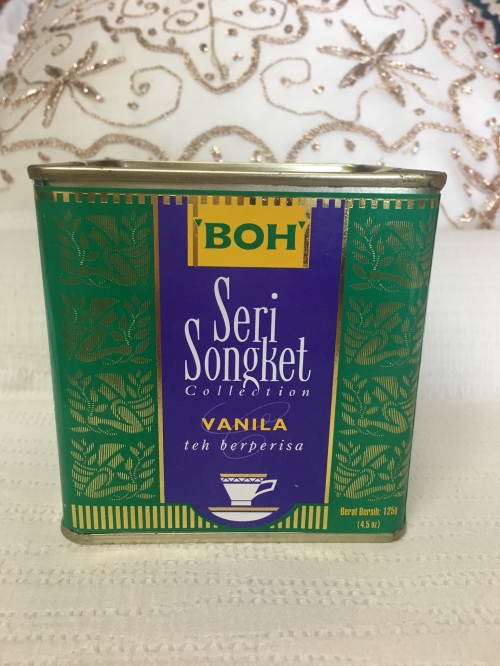 BOH
Seri
Songket
Collection
VANILA
teh berperisa
Berat Bersih: 125g
(4.5 oz)